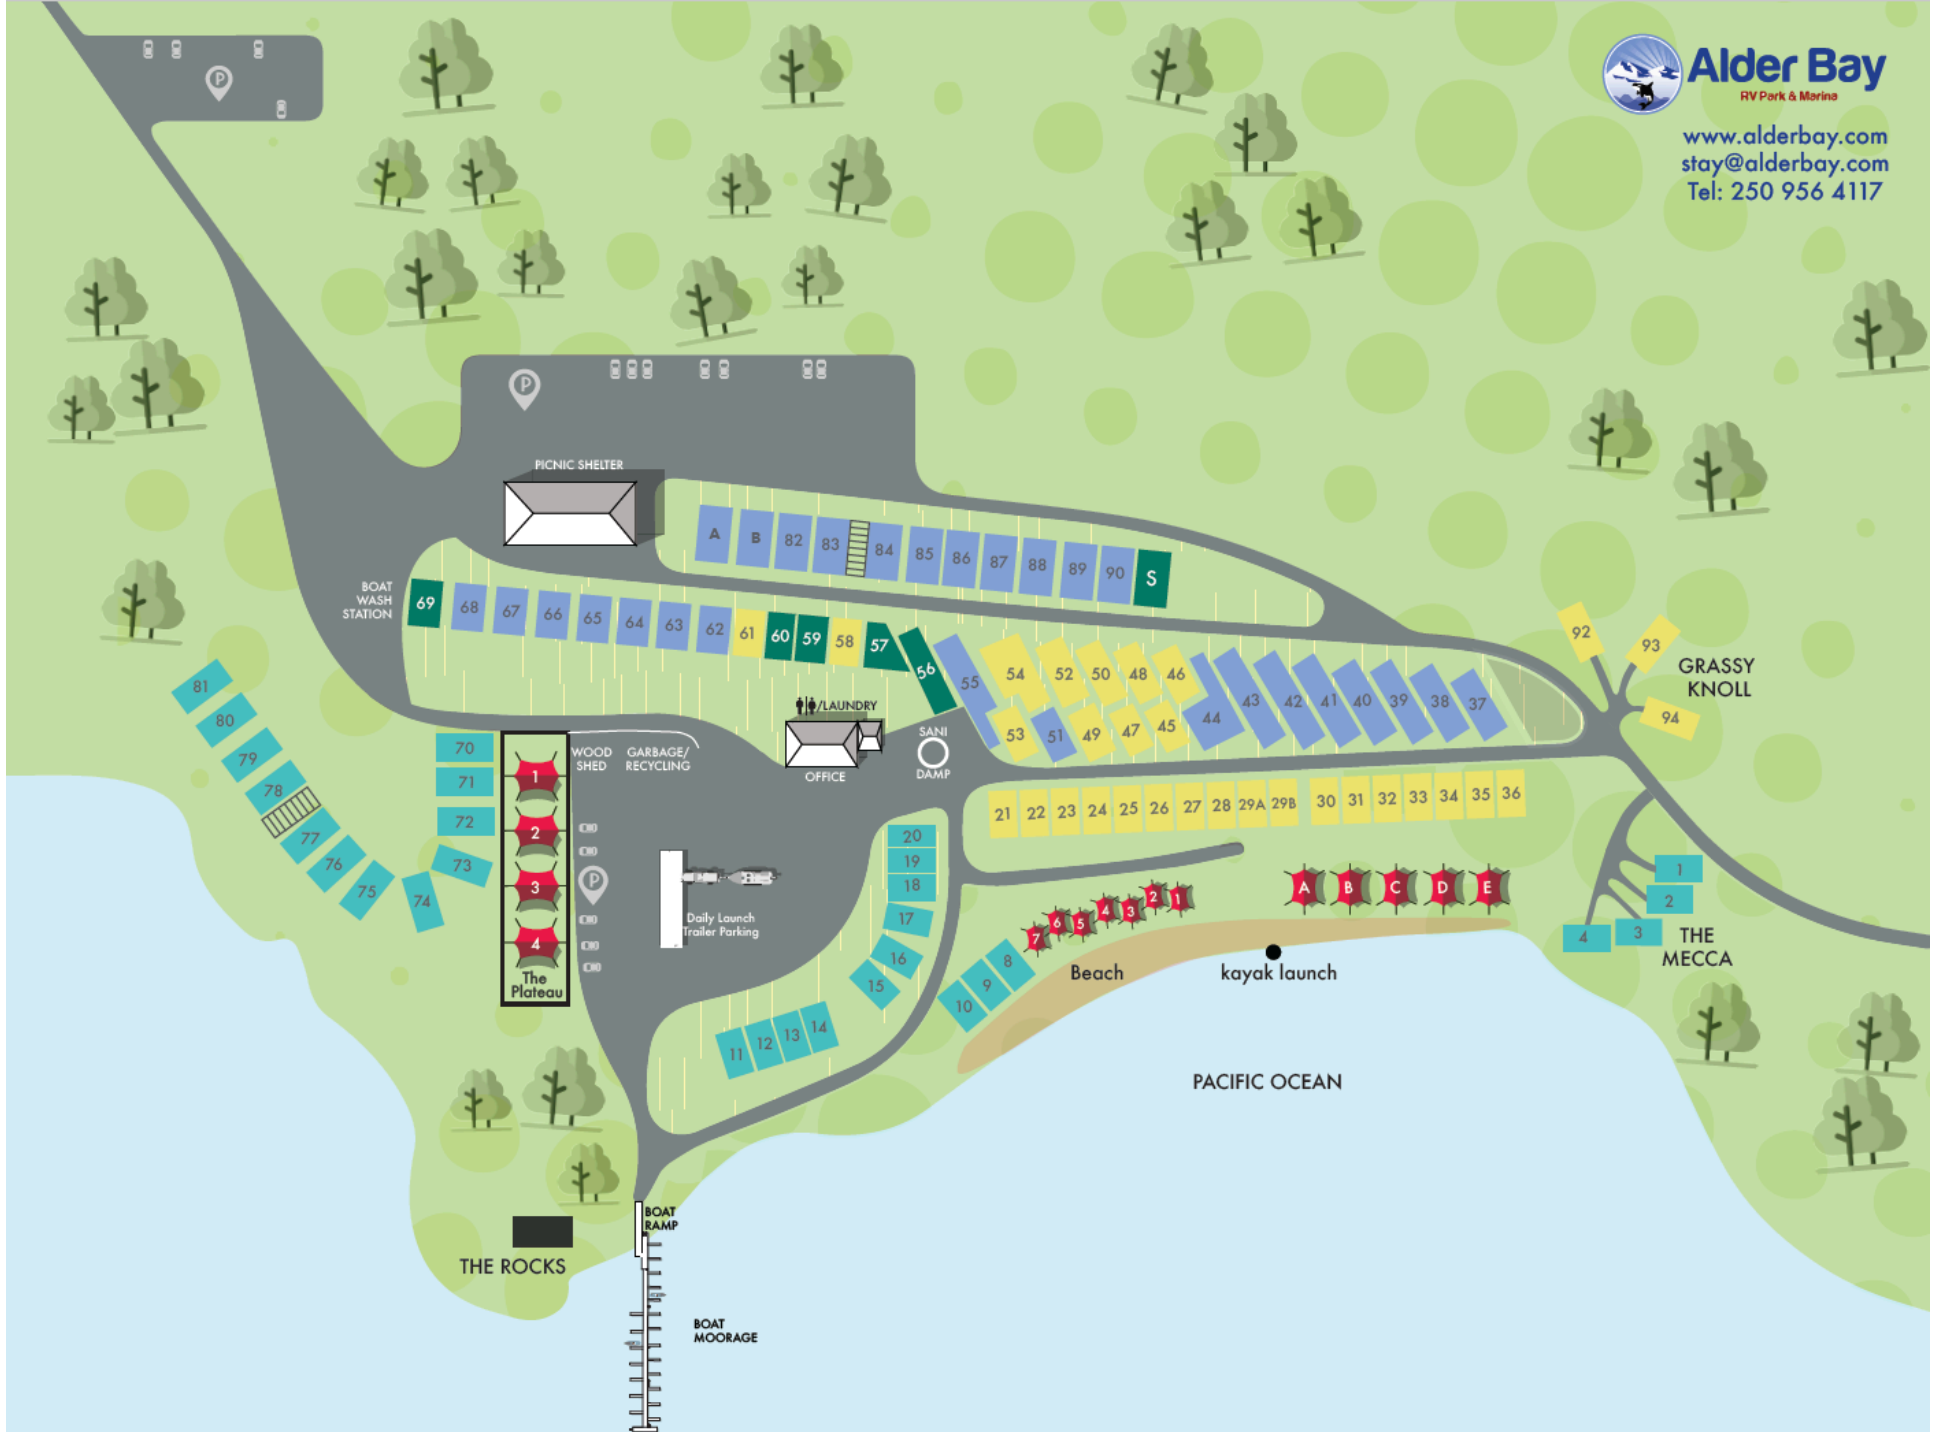 P
Alder Bay
RV Park & Marina
www.alderbay.com
stay@alderbay.com
Tel: 250 956 4117
P
PICNIC SHELTER
A
B
82
83
84
85
86
87
88
89
90
S
BOAT
WASH
STATION
69
68
67
66
65
64
63
62
61
60
59
58
57
56
55
54
52
50
48
46
53
51
49
47
45
44
43
42
41
40
39
38
37
92
93
94
GRASSY
KNOLL
81
80
79
78
77
76
75
74
73
72
71
70
WOOD
SHED
GARBAGE/
RECYCLING
/LAUNDRY
OFFICE
SANI
DAMP
1
2
3
4
The
Plateau
P
Daily Launch
Trailer Parking
21
22
23
24
25
26
27
28
29A
29B
30
31
32
33
34
35
36
20
19
18
17
16
15
14
13
12
11
10
9
8
7
6
5
4
3
2
1
A
B
C
D
E
Beach
kayak launch
1
2
3
4
THE
MECCA
PACIFIC OCEAN
THE ROCKS
BOAT
RAMP
BOAT
MOORAGE